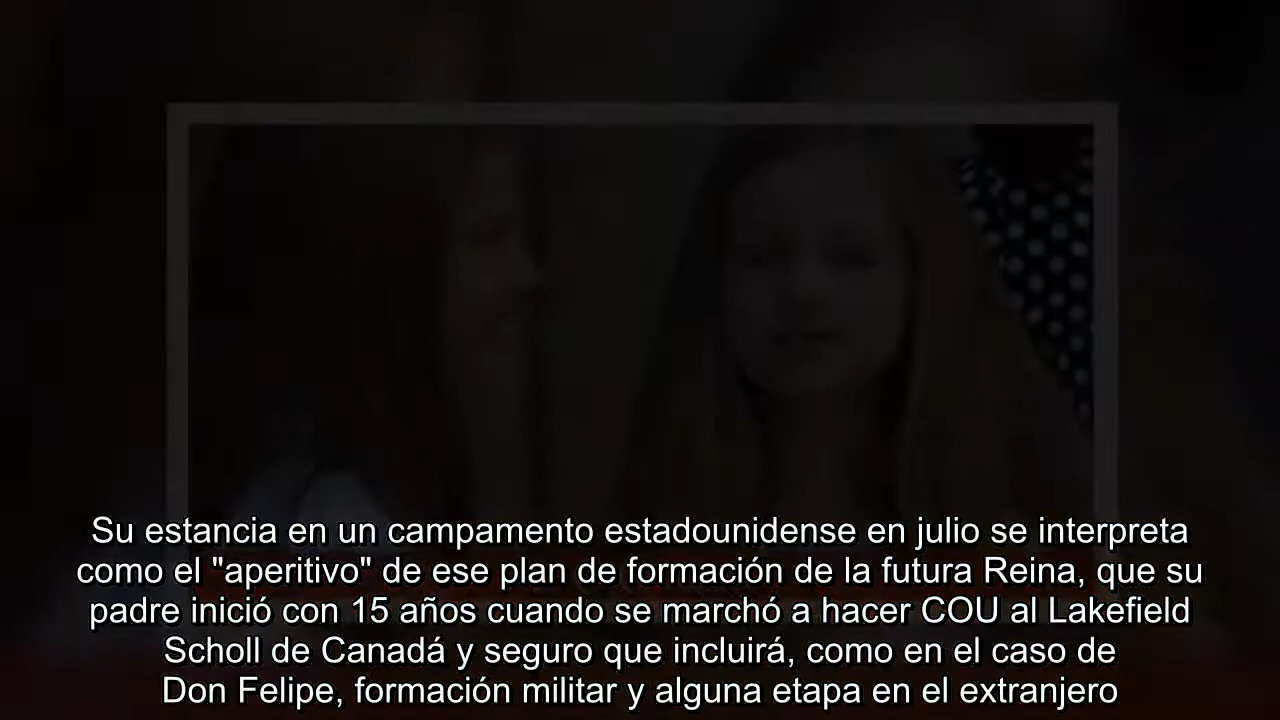 Su estancia en un campamento estadounidense en julio se interpreta
como el "aperitivo" de ese plan de formación de la futura Reina, que su
padre inició con 15 años cuando se marchó a hacer COU al Lakefield
Scholl de Canadá y seguro que incluirá, como en el caso de
Don Felipe, formación militar y alguna etapa en el extranjero